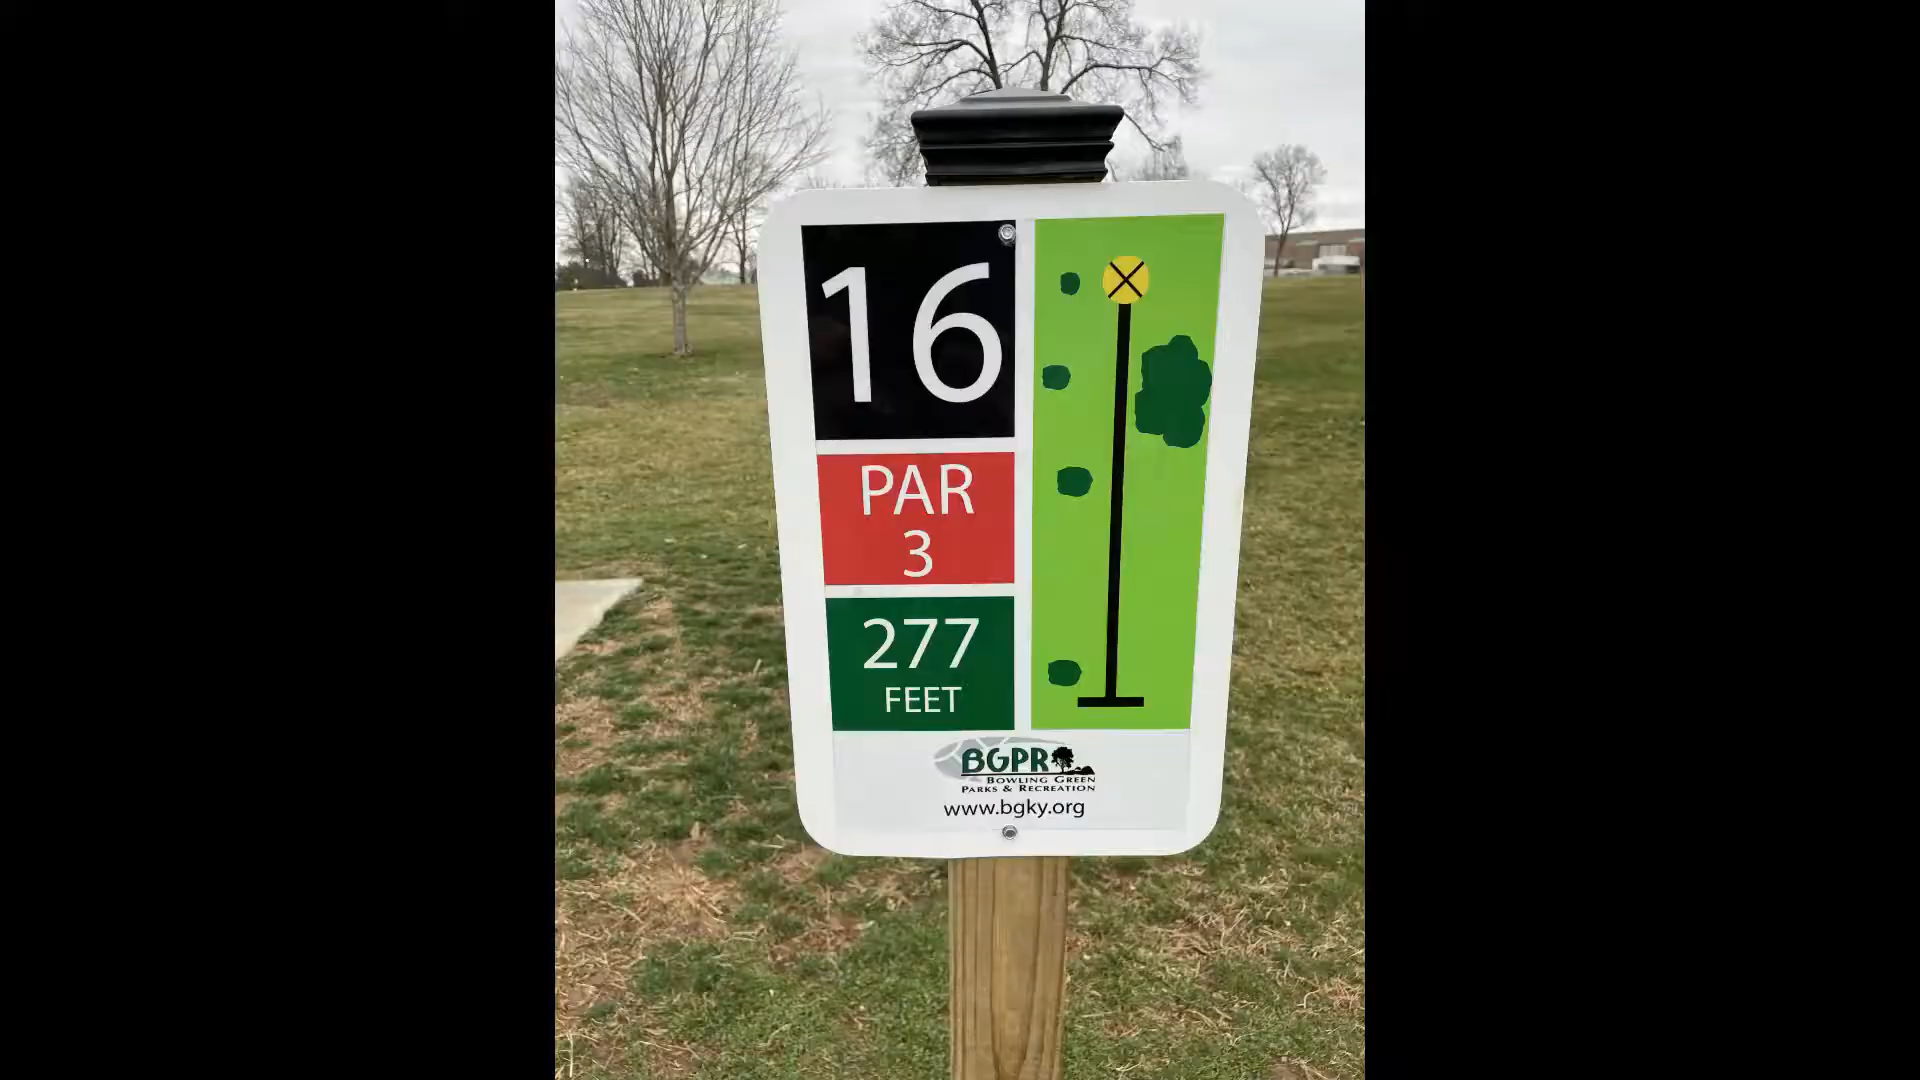 16
PAR
3
277
FEET
BGPR
BOWLING GREEN
PARKS & RECREATION
www.bgky.org